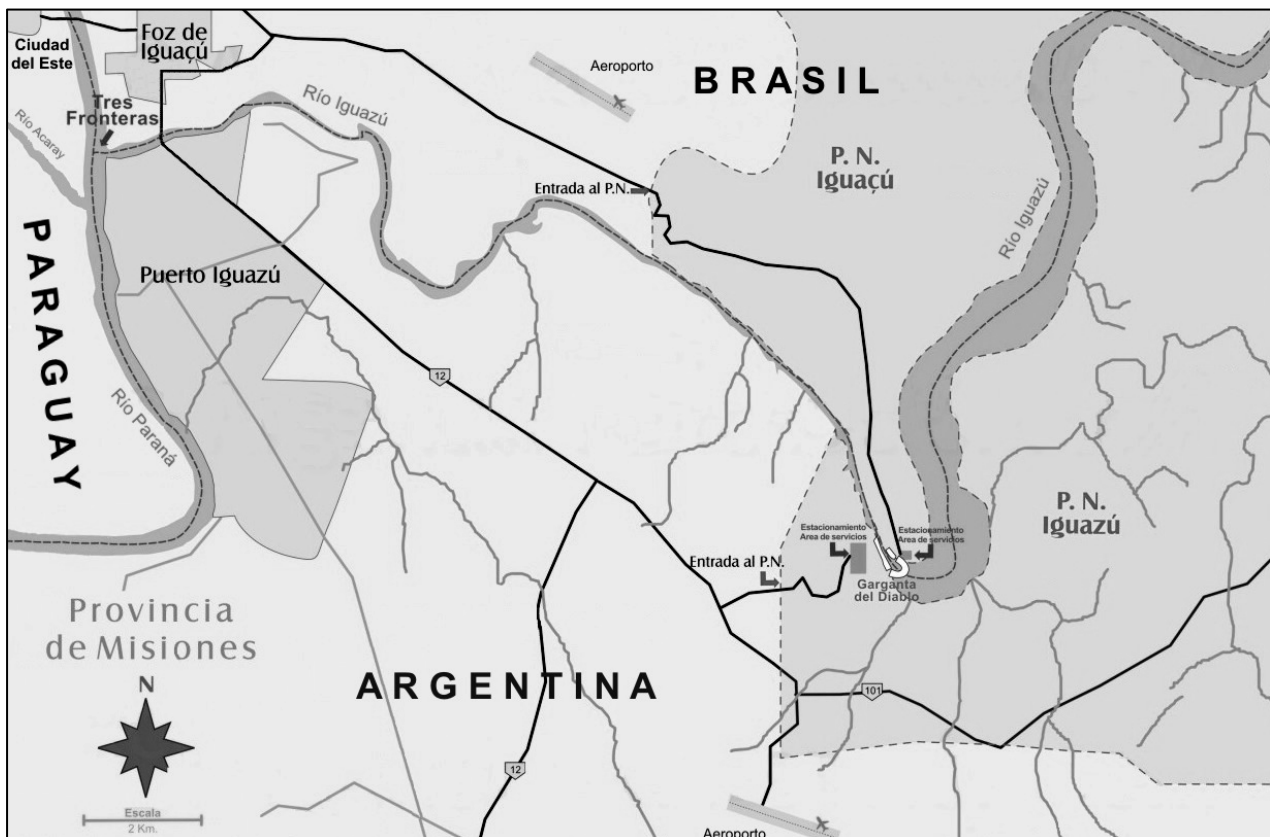 Ciudad
del Este
Foz de
Iguaçú
Aeroporto
BRASIL
Tres
Fronteras
Río Iguazú
Río Acaray
P. N.
Iguaçú
Entrada al P.N.
Río Iguazú
PARAGUAY
Puerto Iguazú
12
Río Paraná
P. N.
Iguazú
Estacionamiento
Area de servicios
Estacionamiento
Area de servicios
Entrada al P.N.
Garganta
del Diablo
Provincia
de Misiones
N
ARGENTINA
101
12
Escala
2 Km.
Aeroporto